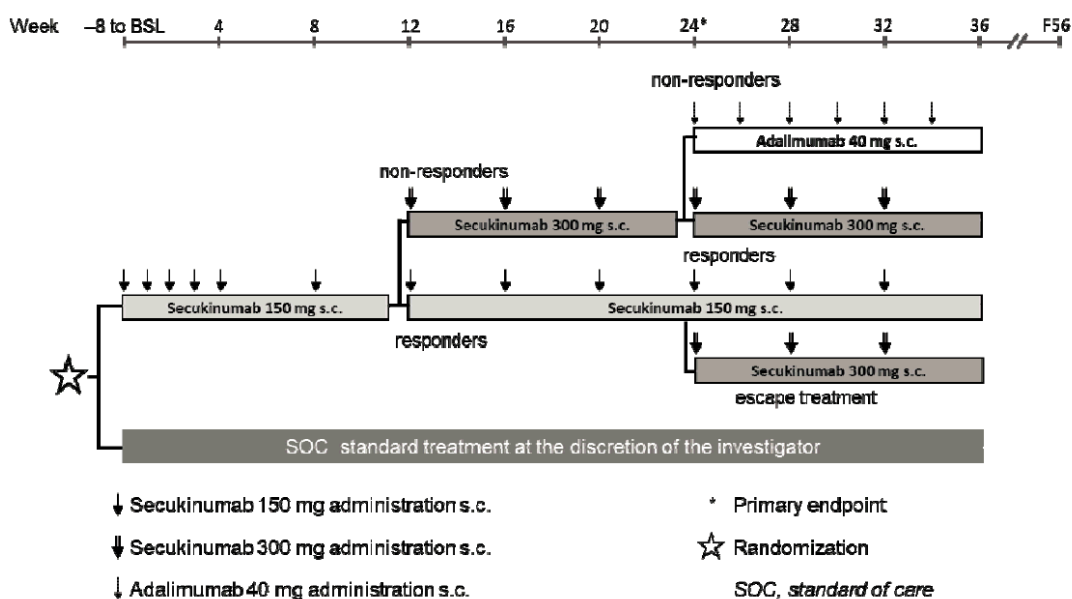 Week –8 to BSL 4 8 12 16 20 24* 28 32 36 F56
non-responders
Adalimumab 40 mg s.c.
non-responders
Secukinumab 300 mg s.c. Secukinumab 300 mg s.c.
responders
Secukinumab 150 mg s.c. Secukinumab 150 mg s.c.
responders
Secukinumab 300 mg s.c.
escape treatment
SOC standard treatment at the discretion of the investigator
Secukinumab 150 mg administration s.c. * Primary endpoint
Secukinumab 300 mg administration s.c. Randomization
Adalimumab 40 mg administration s.c. SOC, standard of care